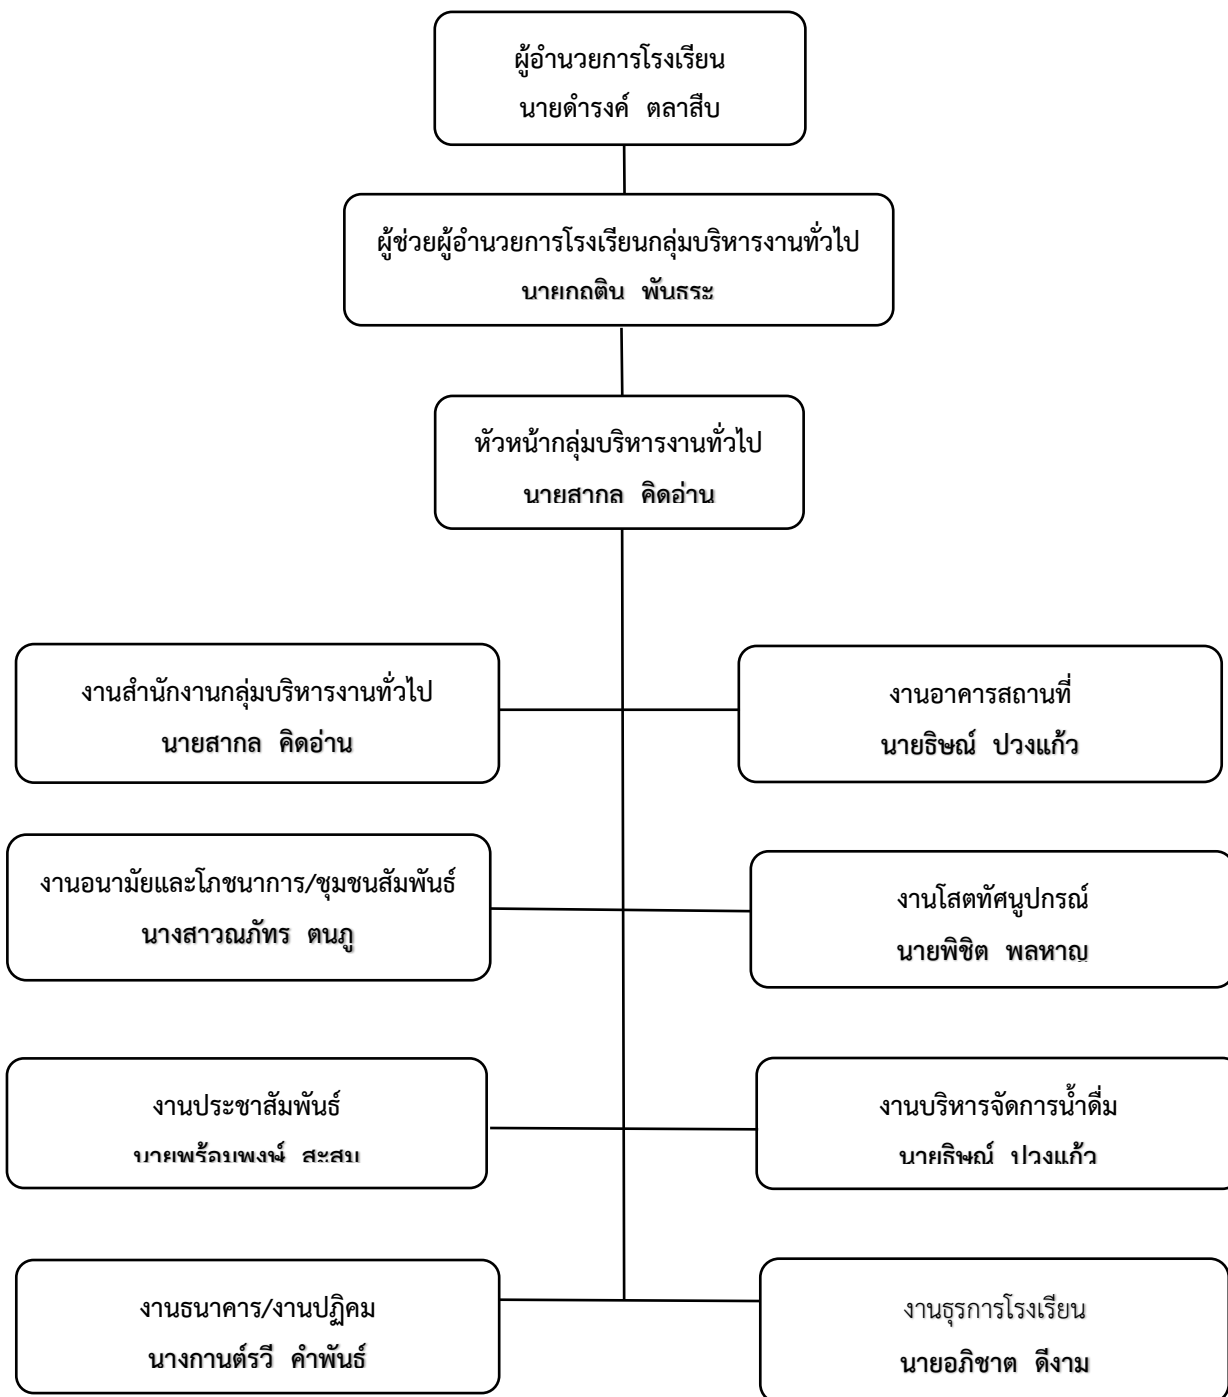 ผู้อำนวยการโรงเรียน
นายดำรงค์ ตลาสืบ
ผู้ช่วยผู้อำนวยการโรงเรียนกลุ่มบริหารงานทั่วไป
นายกฤติน พันธระ
หัวหน้ากลุ่มบริหารงานทั่วไป
นายสากล คิดอ่าน
งานสำนักงานกลุ่มบริหารงานทั่วไป
นายสากล คิดอ่าน
งานอาคารสถานที่
นายธิษณ์ ปวงแก้ว
งานอนามัยและโภชนาการ/ชุมชนสัมพันธ์
นางสาวณภัทร ตนภู
งานโสตทัศนูปกรณ์
นายพิชิต พลหาญ
งานประชาสัมพันธ์
นายพร้อมพงษ์ สะสม
งานบริหารจัดการน้ำดื่ม
นายธิษณ์ ปวงแก้ว
งานธนาคาร/งานปฏิคม
นางกานต์รวี คำพันธ์
งานธุรการโรงเรียน
นายอภิชาต ดีงาม